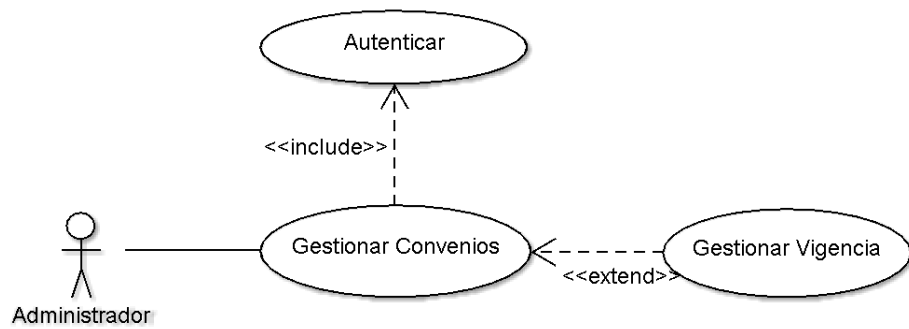 Autenticar
<<include>>
Gestionar Convenios
Gestionar Vigencia
<<extend>>
Administrador